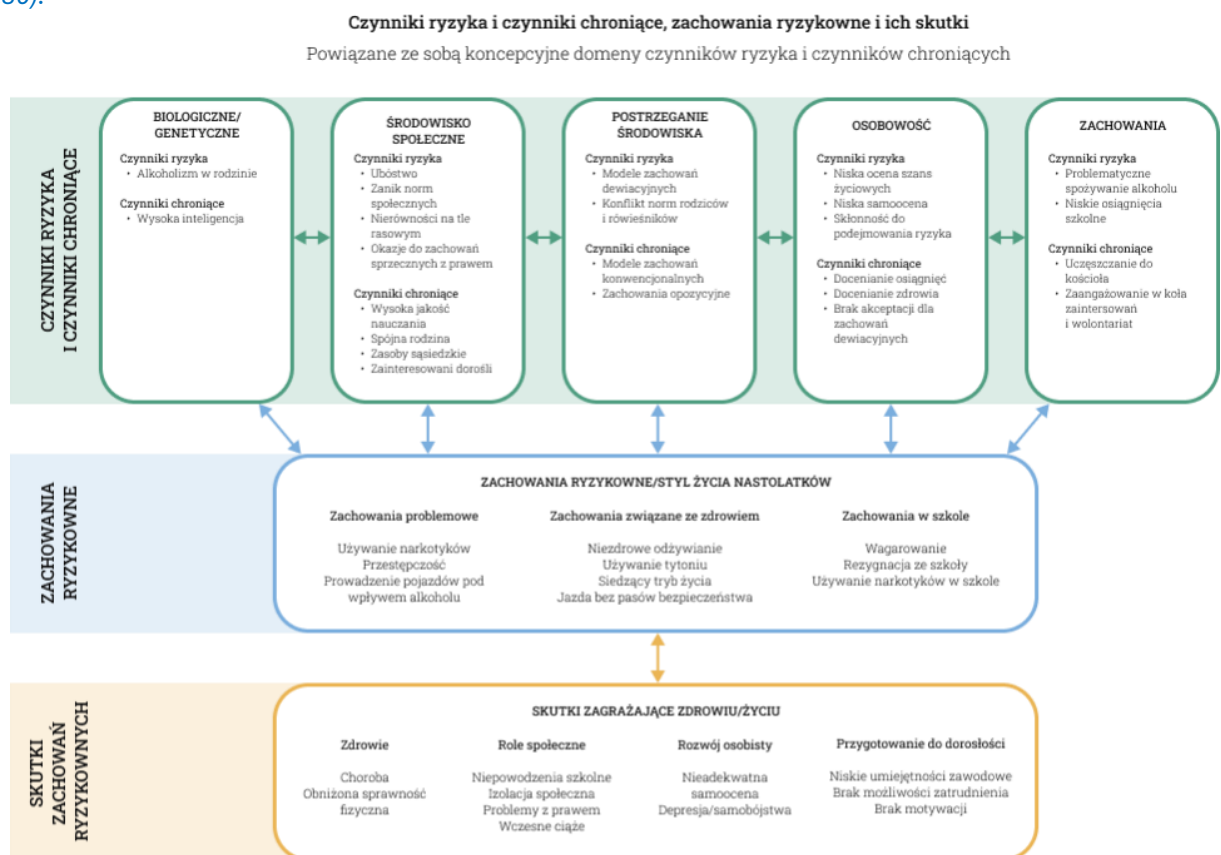 30).
Czynniki ryzyka i czynniki chroniące, zachowania ryzykowne i ich skutki
Powiązane ze sobą koncepcyjne domeny czynników ryzyka i czynników chroniących
CZYNNIKI RYZYKA
I CZYNNIKI CHRONIĄCE
BIOLOGICZNE/
GENETYCZNE
Czynniki ryzyka
• Alkoholizm w rodzinie
Czynniki chroniące
• Wysoka inteligencja
ŚRODOWISKO
SPOŁECZNE
Czynniki ryzyka
• Ubóstwo
• Zanik norm
społecznych
• Nierówności na tle
rasowym
• Okazje do zachowań
sprzecznych z prawem
Czynniki chroniące
• Wysoka jakość
nauczania
• Spójna rodzina
• Zasoby sąsiedzkie
• Zainteresowani dorośli
POSTRZEGANIE
ŚRODOWISKA
Czynniki ryzyka
• Modele zachowań
dewiacyjnych
• Konflikt norm rodziców
i rówieśników
Czynniki chroniące
• Modele zachowań
konwencjonalnych
• Zachowania opozycyjne
OSOBOWOŚĆ
Czynniki ryzyka
• Niska ocena szans
życiowych
• Niska samoocena
• Skłonność do
podejmowania ryzyka
Czynniki chroniące
• Docenianie osiągnięć
• Docenianie zdrowia
• Brak akceptacji dla
zachowań
dewiacyjnych
ZACHOWANIA
Czynniki ryzyka
• Problematyczne
spożywanie alkoholu
• Niskie osiągnięcia
szkolne
Czynniki chroniące
• Uczęszczanie do
kościoła
• Zaangażowanie w koła
zaintersowań
i wolontariat
ZACHOWANIA
RYZYKOWNE
ZACHOWANIA RYZYKOWNE/STYL ŻYCIA NASTOLATKÓW
Zachowania problemowe
Używanie narkotyków
Przestępczość
Prowadzenie pojazdów pod
wpływem alkoholu
Zachowania związane ze zdrowiem
Niezdrowe odżywianie
Używanie tytoniu
Siedzący tryb życia
Jazda bez pasów bezpieczeństwa
Zachowania w szkole
Wagarowanie
Rezygnacja ze szkoły
Używanie narkotyków w szkole
SKUTKI
ZACHOWAŃ
RYZYKOWNYCH
SKUTKI ZAGRAŻAJĄCE ZDROWIU/ŻYCIU
Zdrowie
Choroba
Obniżona sprawność
fizyczna
Role społeczne
Niepowodzenia szkolne
Izolacja społeczna
Problemy z prawem
Wczesne ciąże
Rozwój osobisty
Nieadekwatna
samoocena
Depresja/samobójstwa
Przygotowanie do dorosłości
Niskie umiejętności zawodowe
Brak możliwości zatrudnienia
Brak motywacji